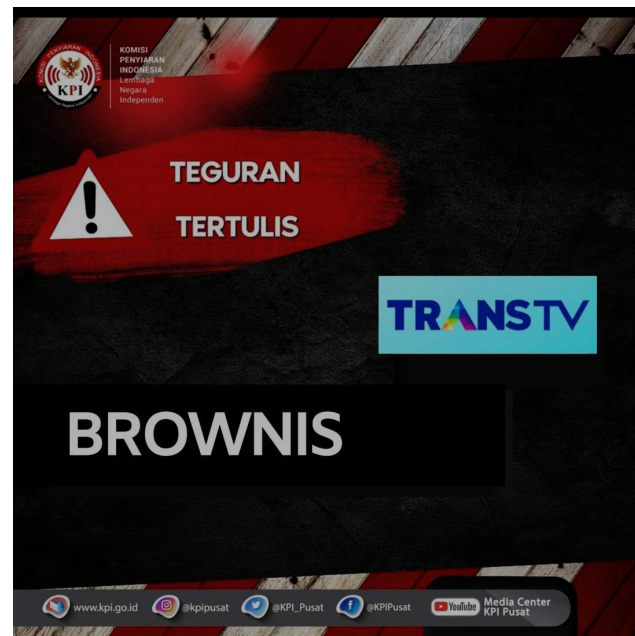 KOMISI
PENYIARAN
INDONESIA
Lembaga
Negara
Independen
KPI
TEGURAN
TERTULIS
TRANSTV
BROWNIS
www.kpi.go.id
@kpipusat
@KPI_Pusat
@KPIPusat
YouTube
Media Center
KPI Pusat